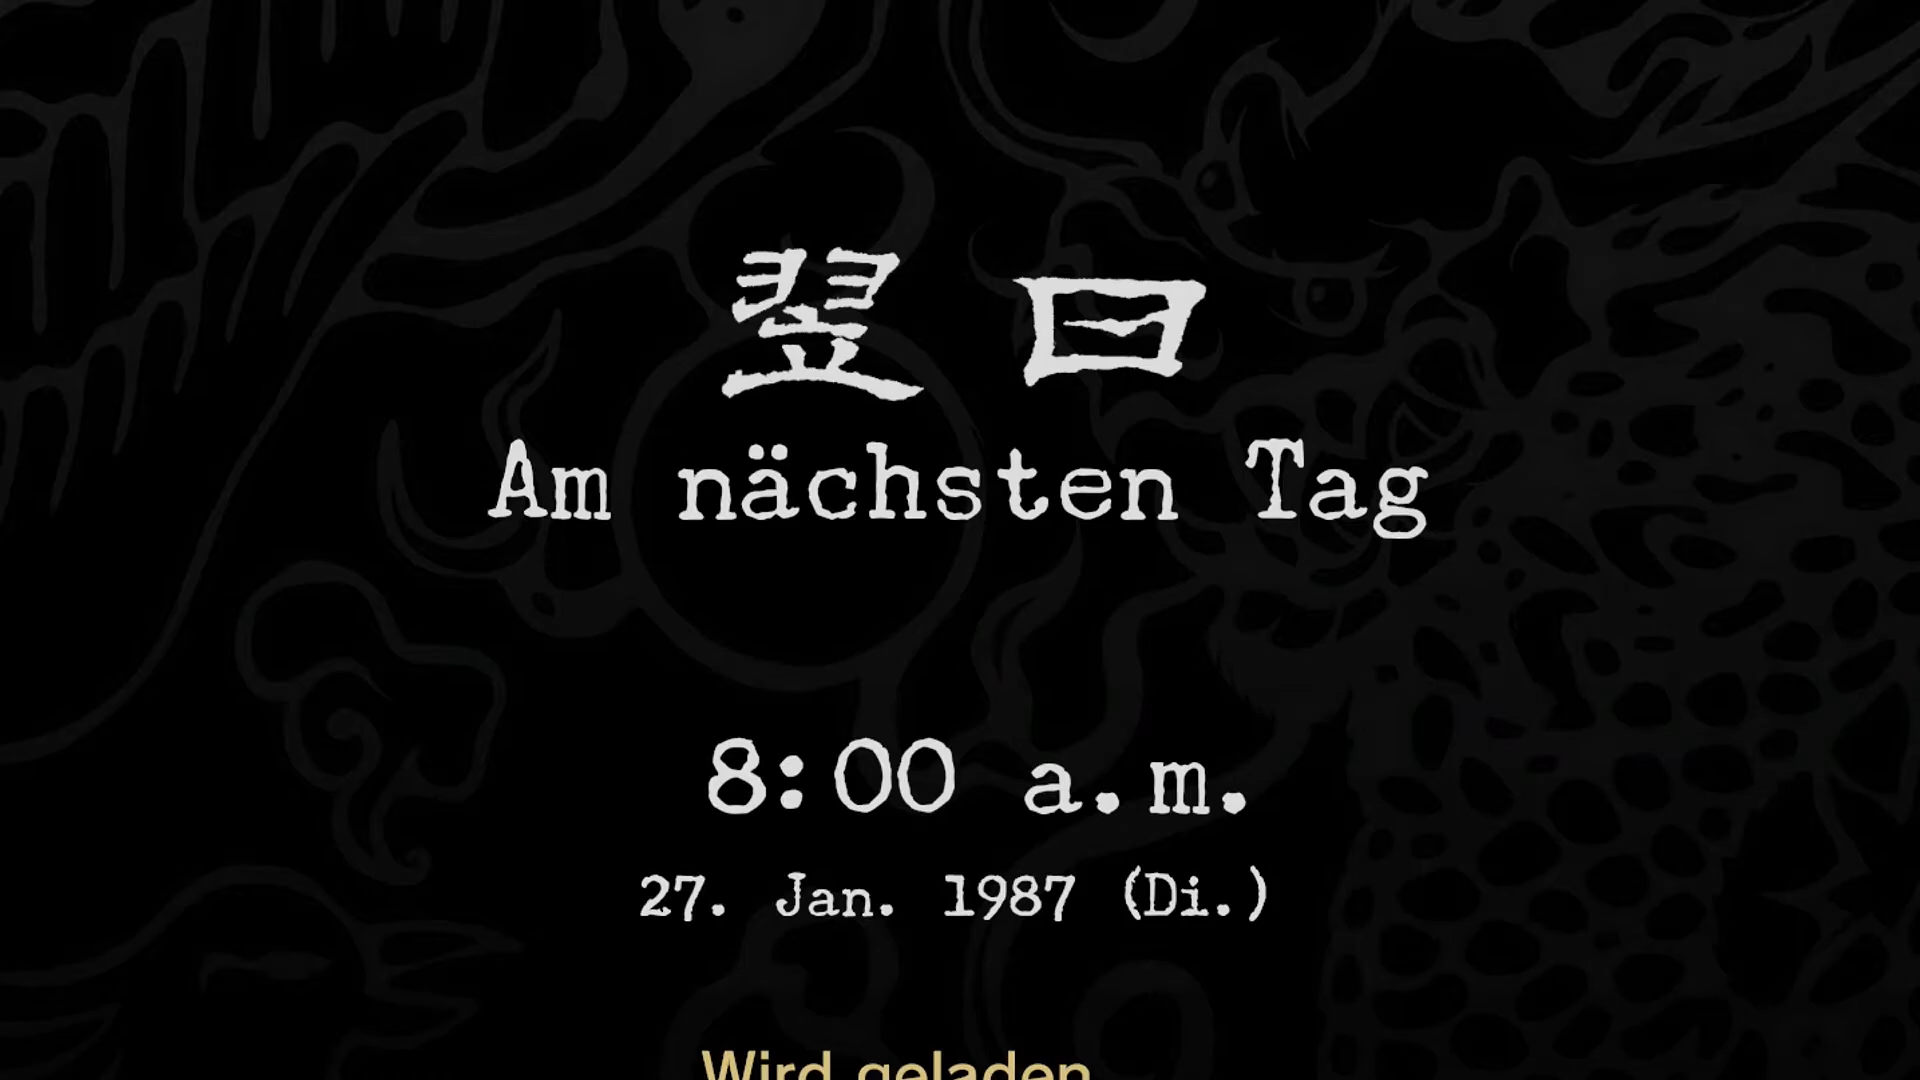 翌日
Am nächsten Tag
8:00 a.m.
27. Jan. 1987 (Di.)
Wird geladen